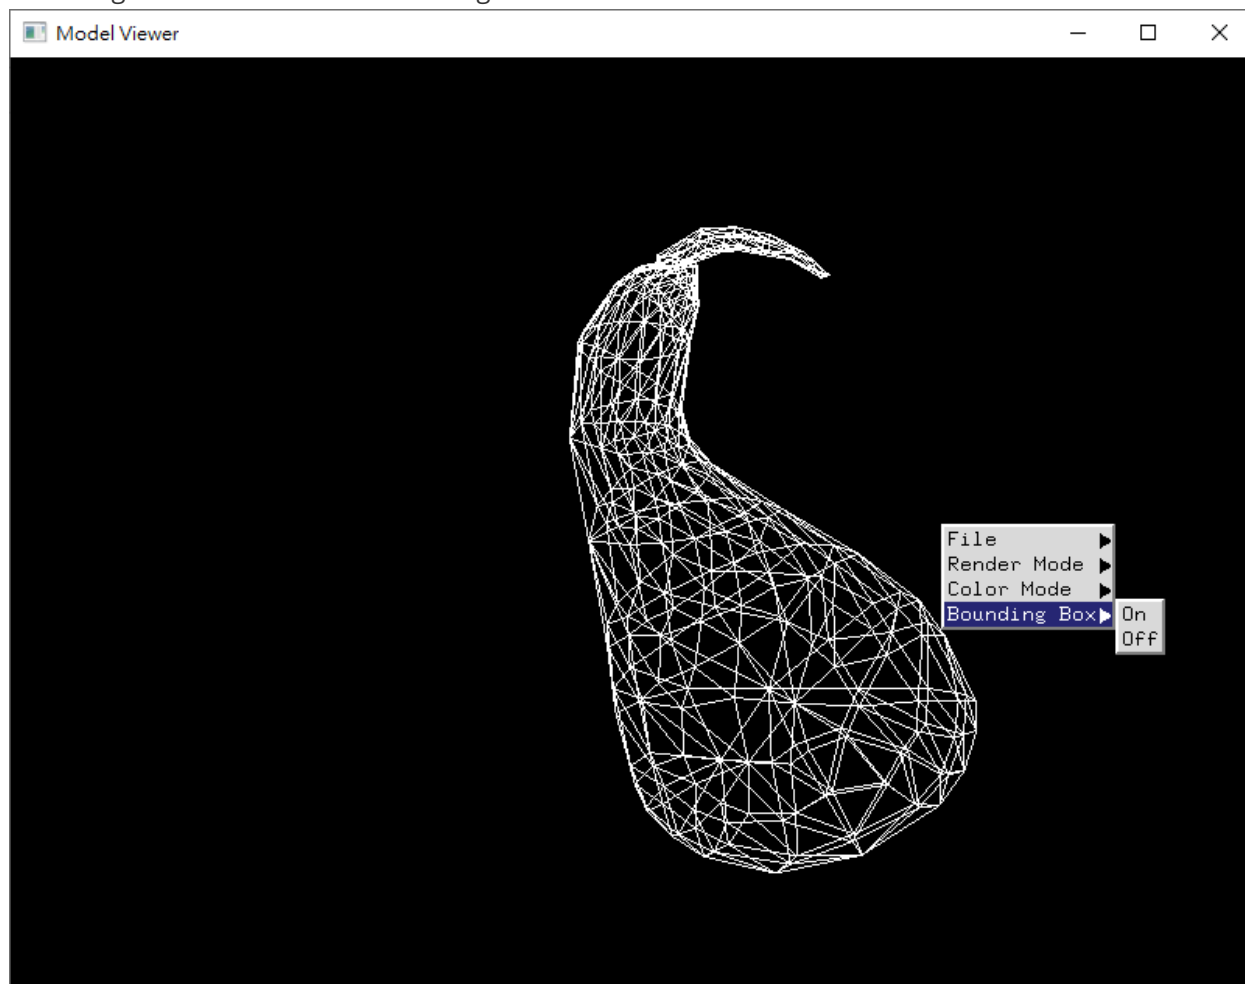 Model Viewer
File
Render Mode
Color Mode
Bounding Box
On
Off